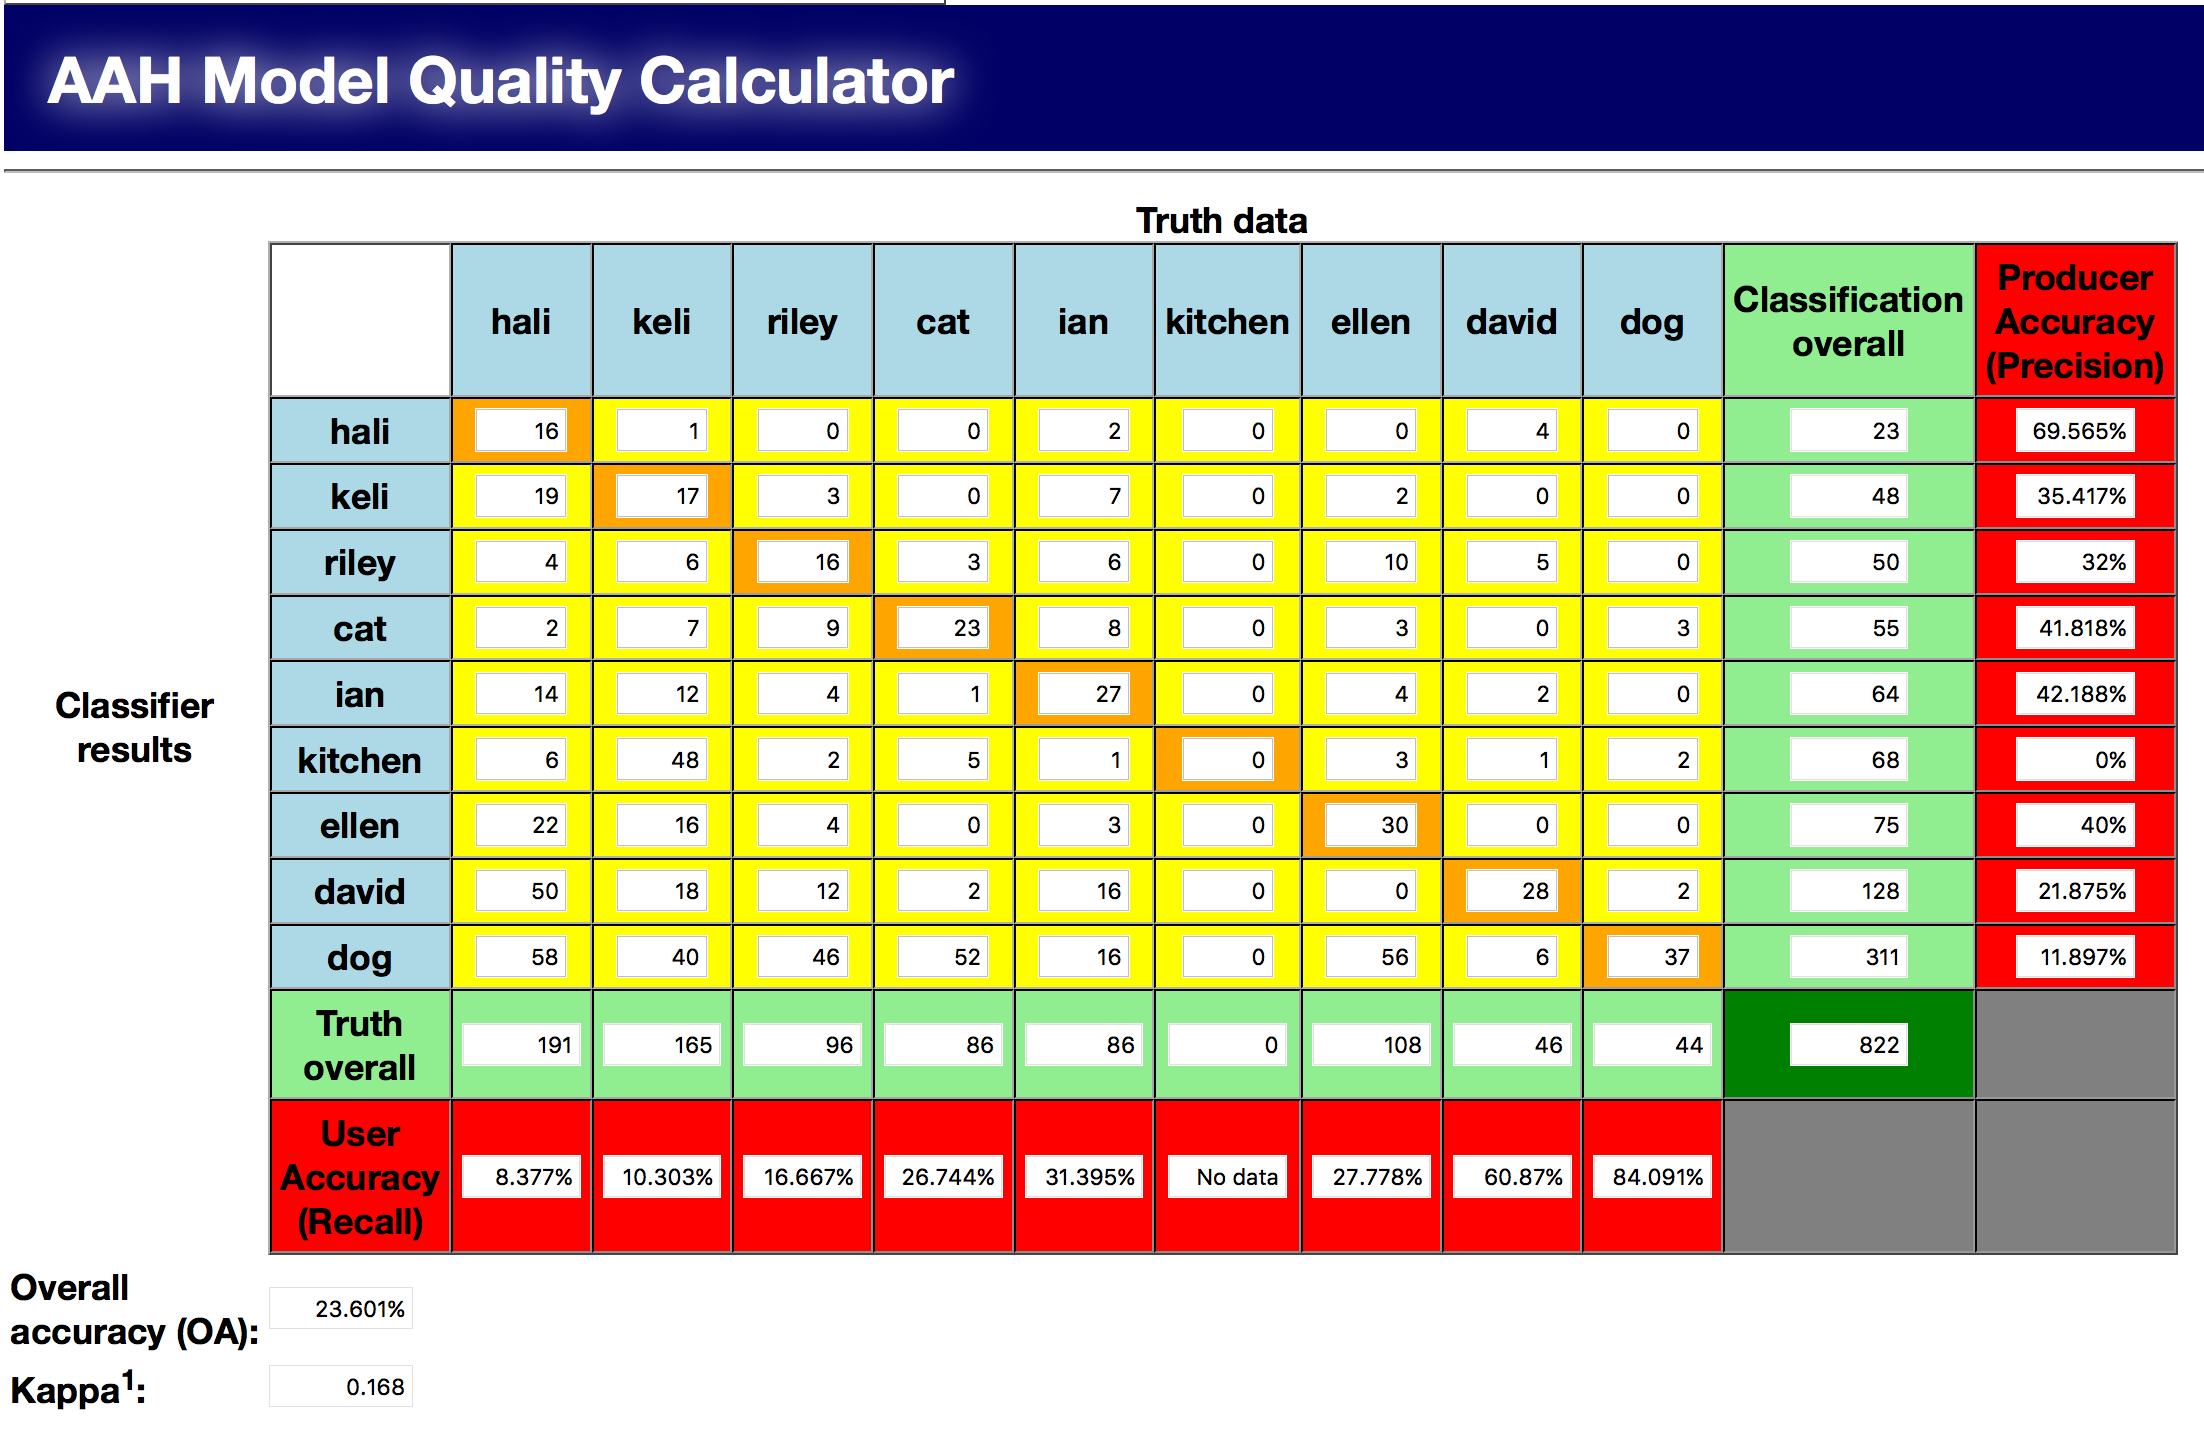 AAH Model Quality Calculator
Truth data
hali keli riley cat ian kitchen ellen david dog Classification overall Producer Accuracy (Precision)
Classifier results
hali 16 1 0 0 2 0 0 4 0 23 69.565%
keli 19 17 3 0 7 0 2 0 0 48 35.417%
riley 4 6 16 3 6 0 10 5 0 50 32%
cat 2 7 9 23 8 0 3 0 3 55 41.818%
ian 14 12 4 1 27 0 4 2 0 64 42.188%
kitchen 6 48 2 5 1 0 3 1 2 68 0%
ellen 22 16 4 0 3 0 30 0 0 75 40%
david 50 18 12 2 16 0 0 28 2 128 21.875%
dog 58 40 46 52 16 0 56 6 37 311 11.897%
Truth overall 191 165 96 86 86 0 108 46 44 822
User Accuracy (Recall) 8.377% 10.303% 16.667% 26.744% 31.395% No data 27.778% 60.87% 84.091%
Overall accuracy (OA): 23.601%
Kappa1: 0.168